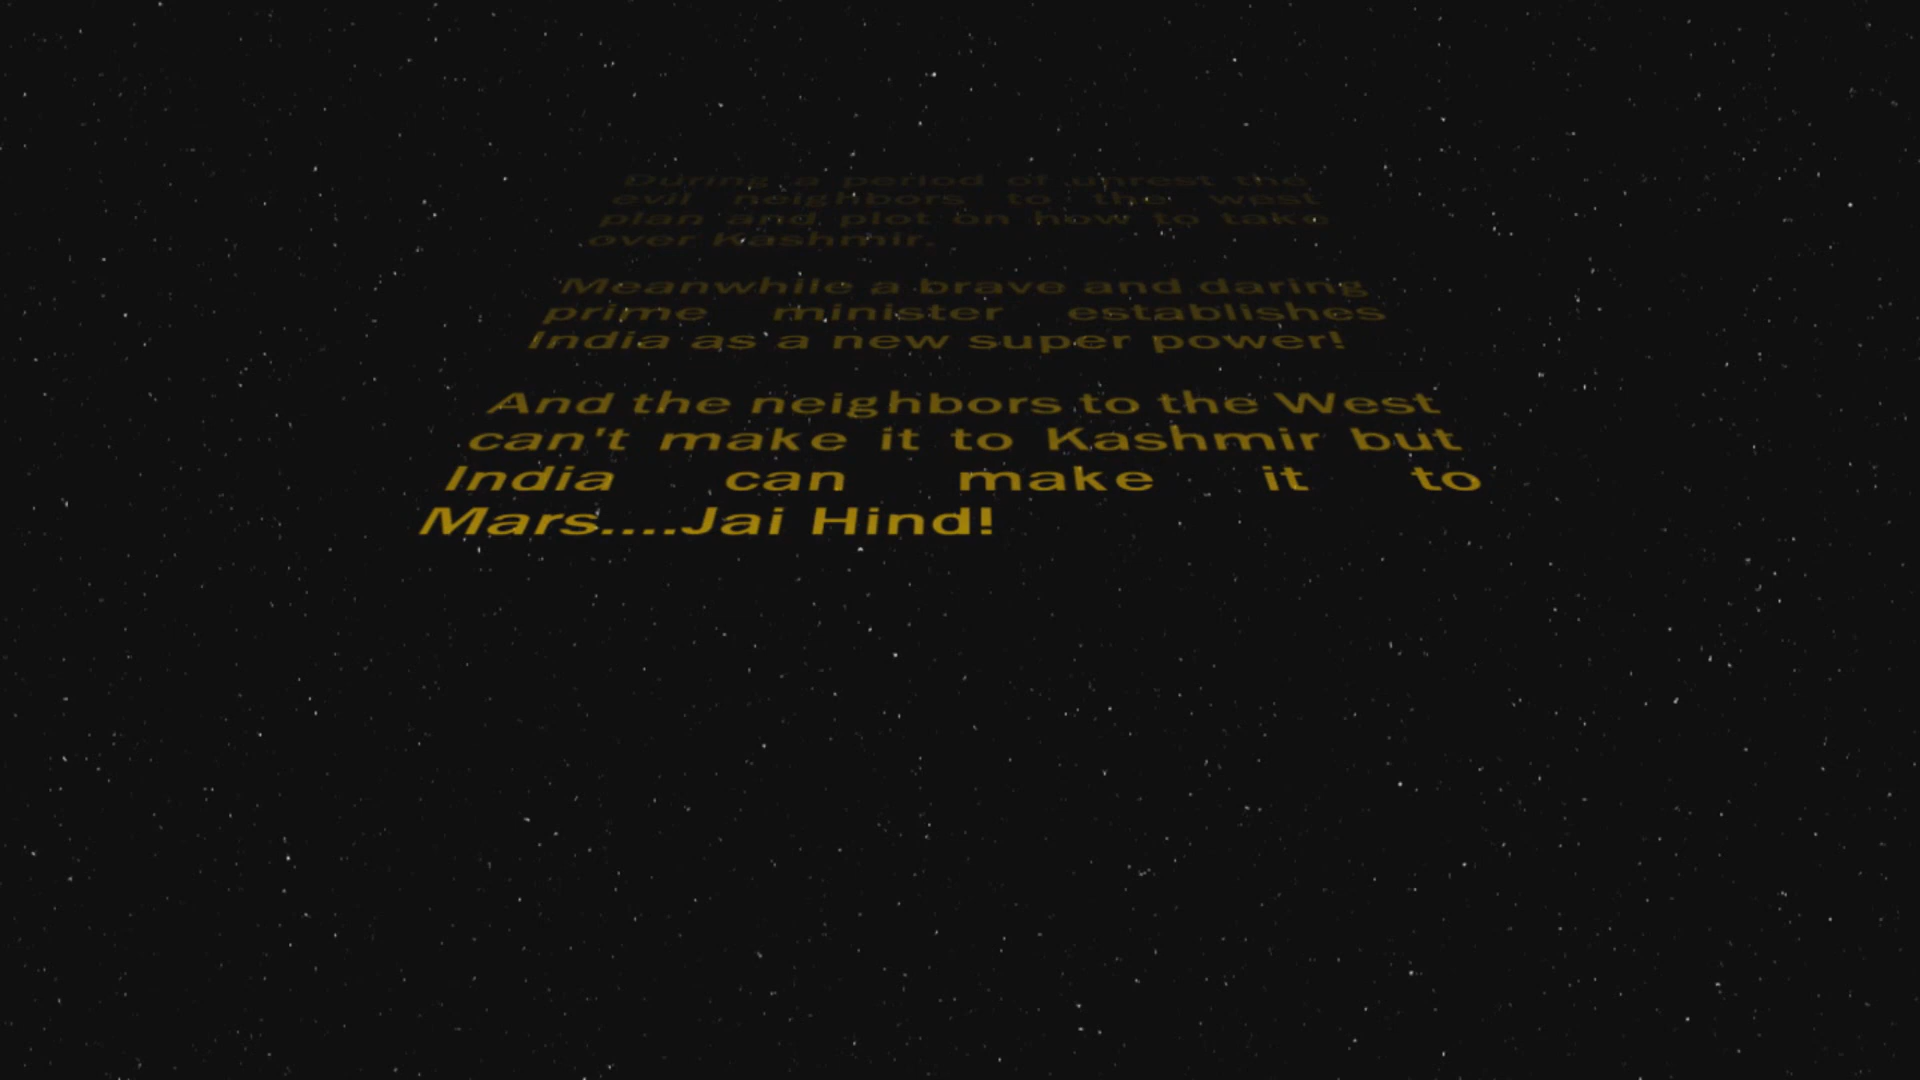 During a period of unrest the
evil neighbors to the west
plan and plot on how to take
over Kashmir.
Meanwhile a brave and daring
prime minister establishes
India as a new super power!
And the neighbors to the West
can't make it to Kashmir but
India can make it to
Mars....Jai Hind!